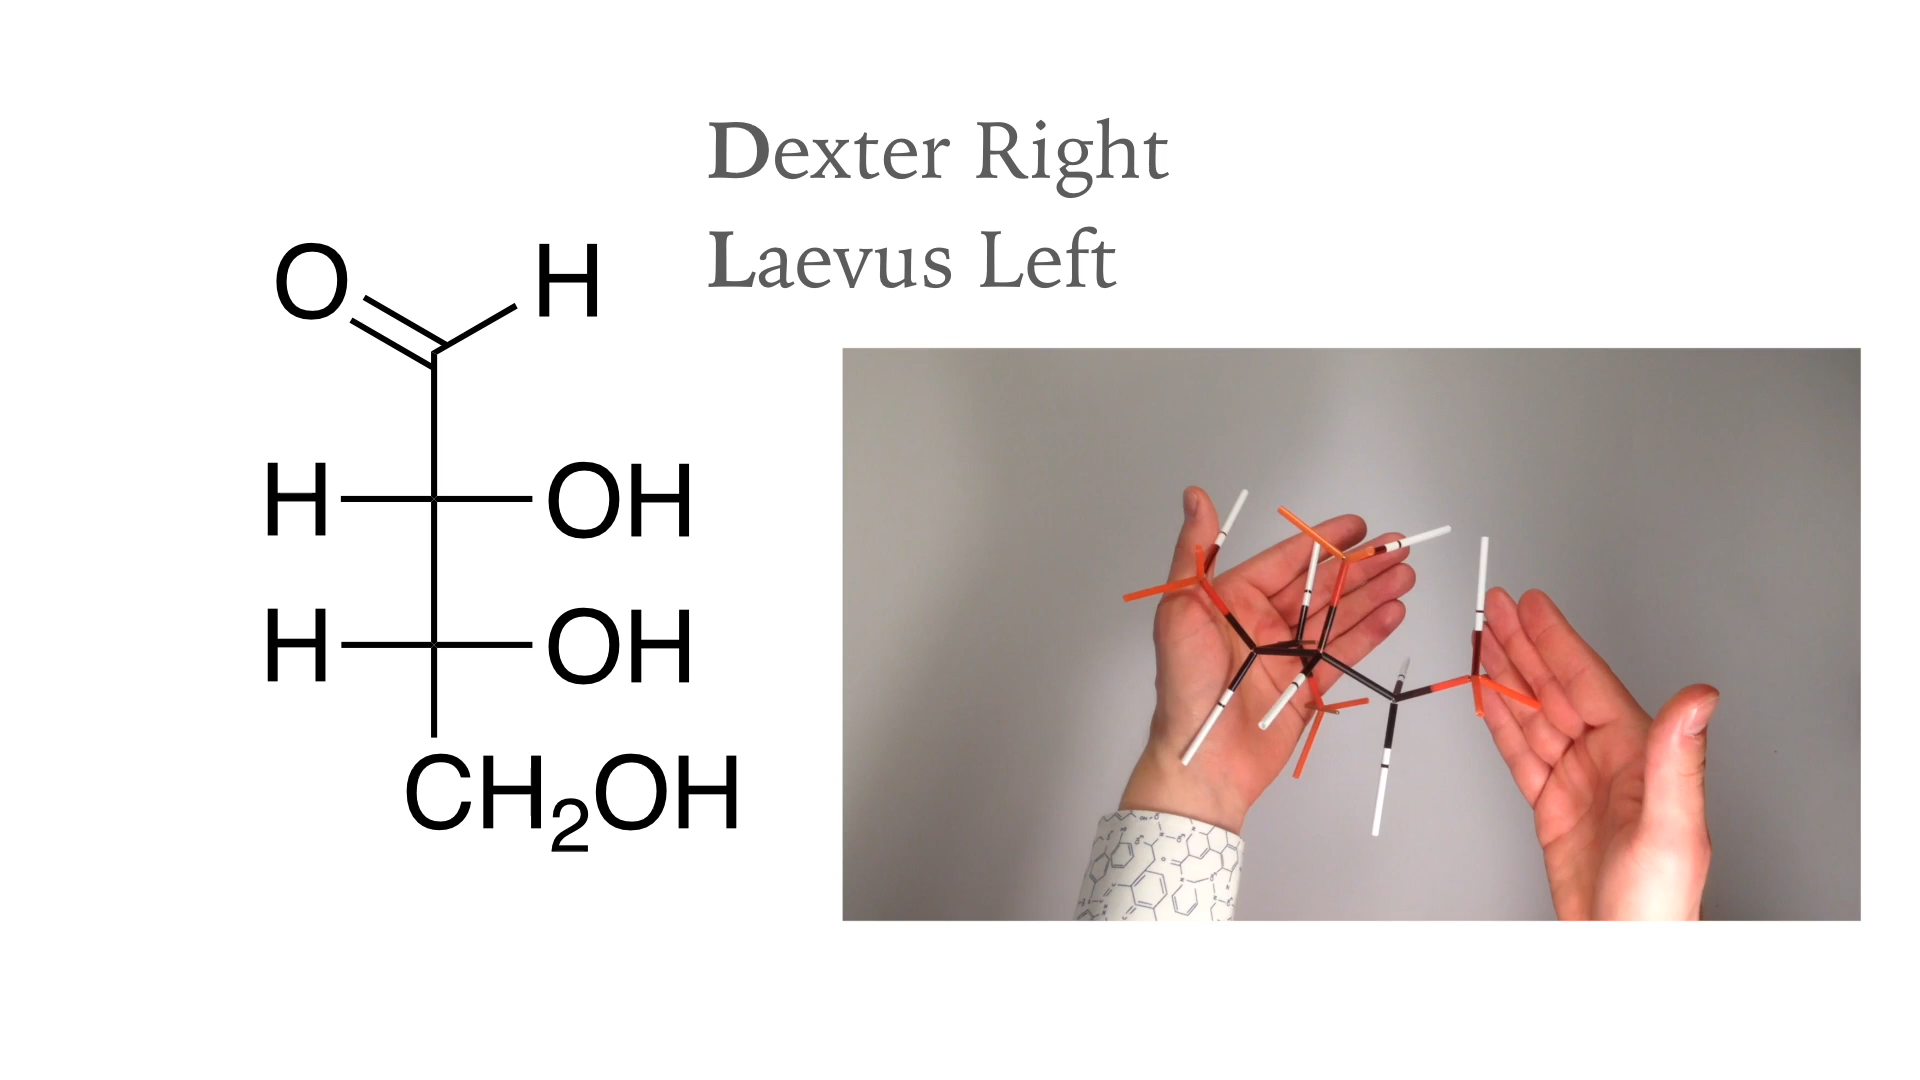 Dexter Right
Laevus Left
O H
H OH
H OH
CH₂OH